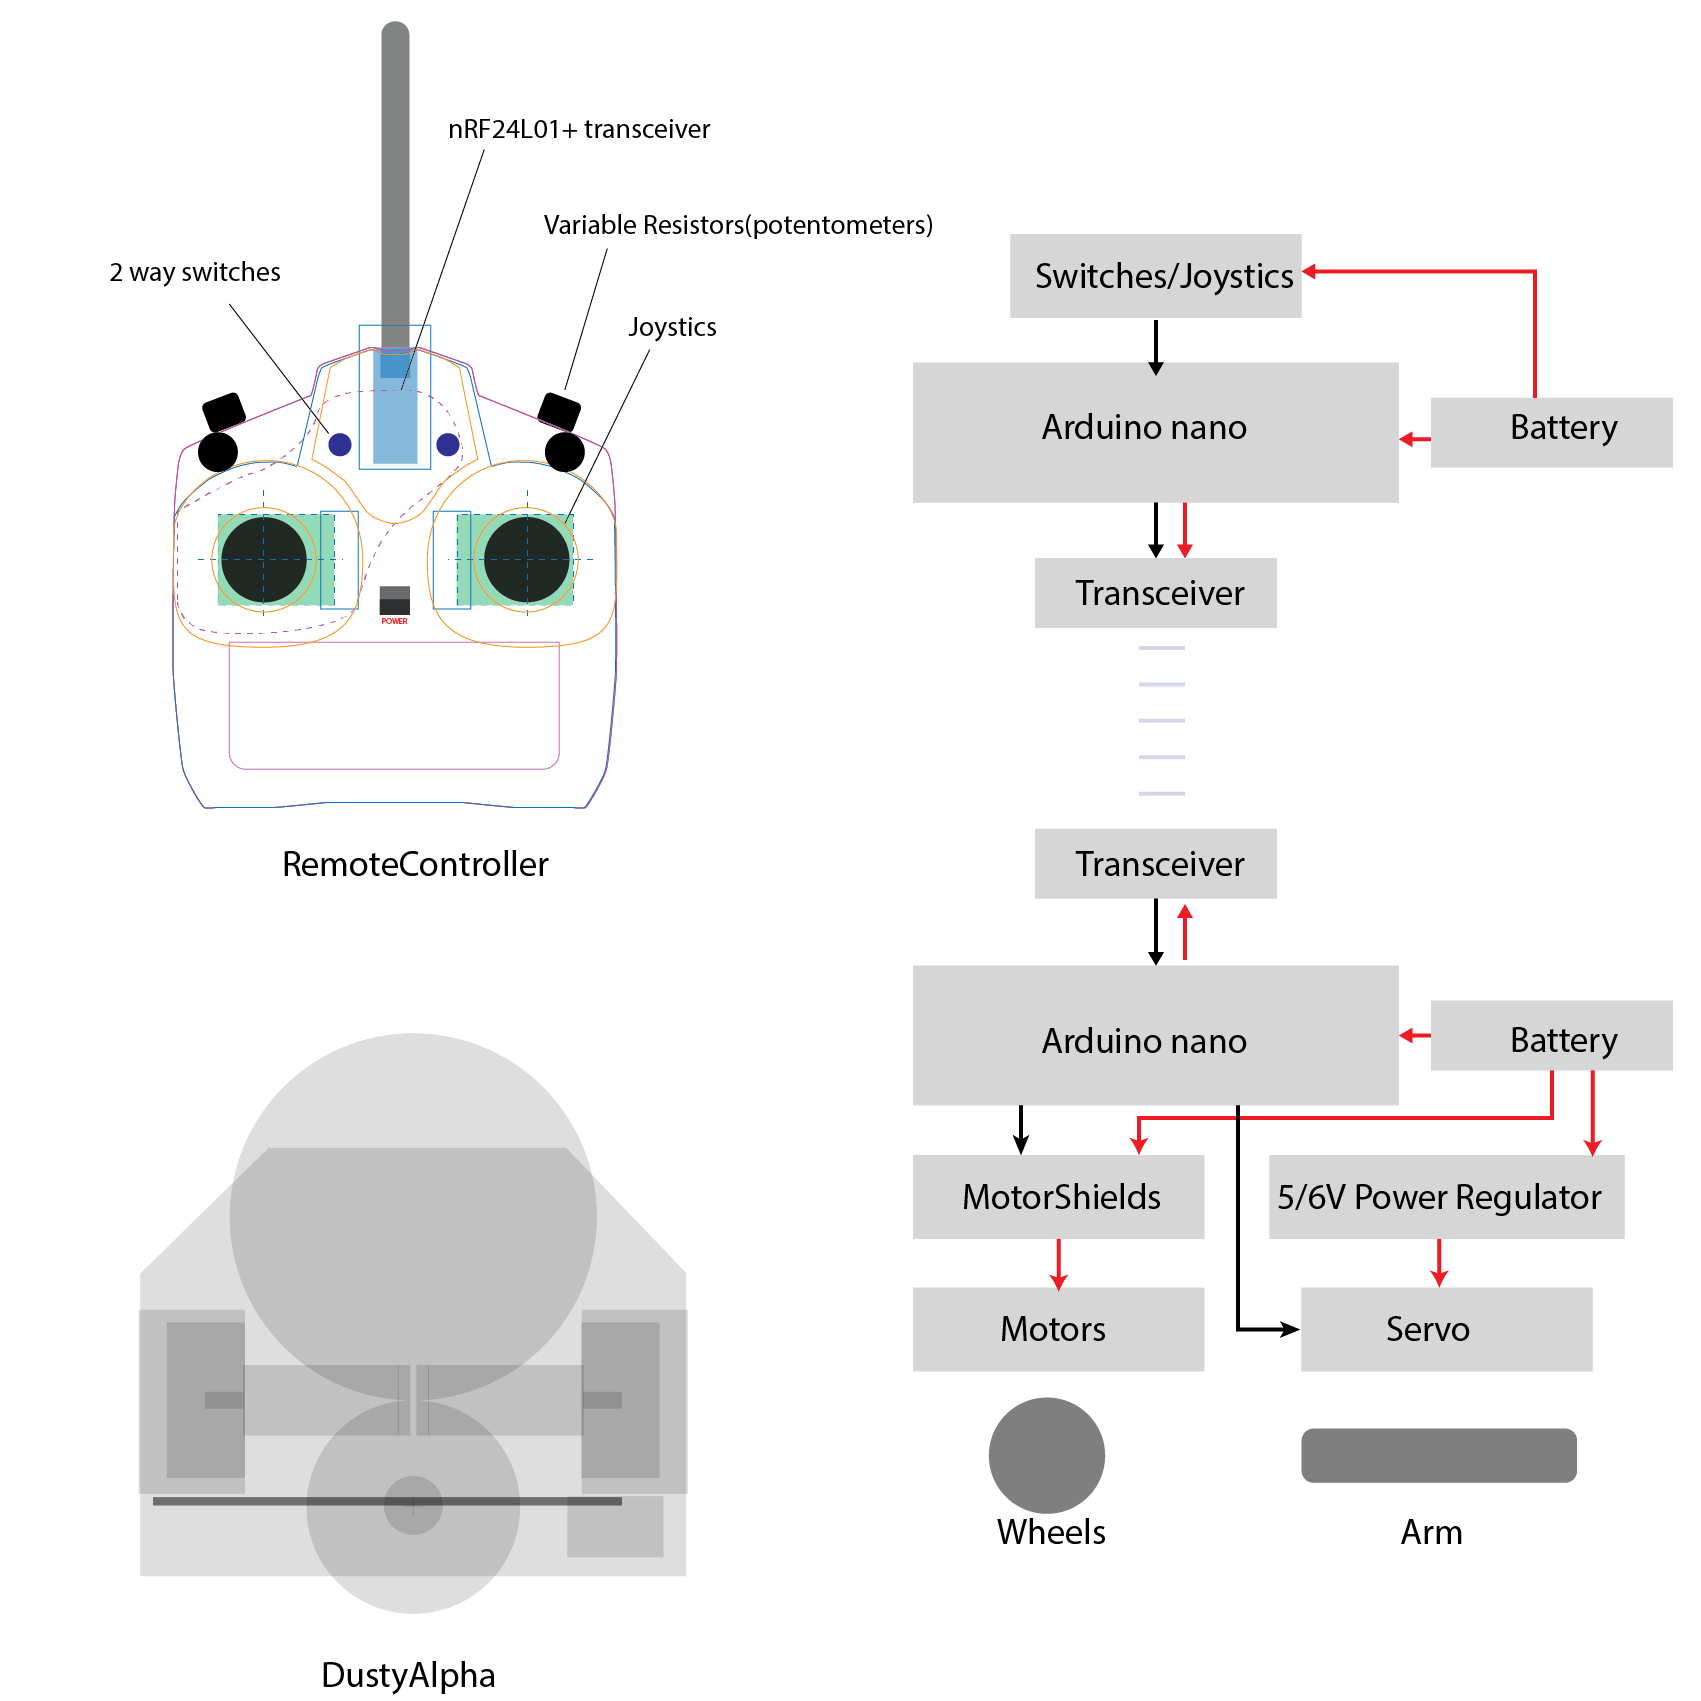 nRF24L01+ transceiver
Variable Resistors(potentometers)
2 way switches
Joystics
POWER
RemoteController
DustyAlpha
Switches/Joystics
Arduino nano
Battery
Transceiver
Transceiver
Arduino nano
Battery
MotorShields
5/6V Power Regulator
Motors
Servo
Wheels
Arm